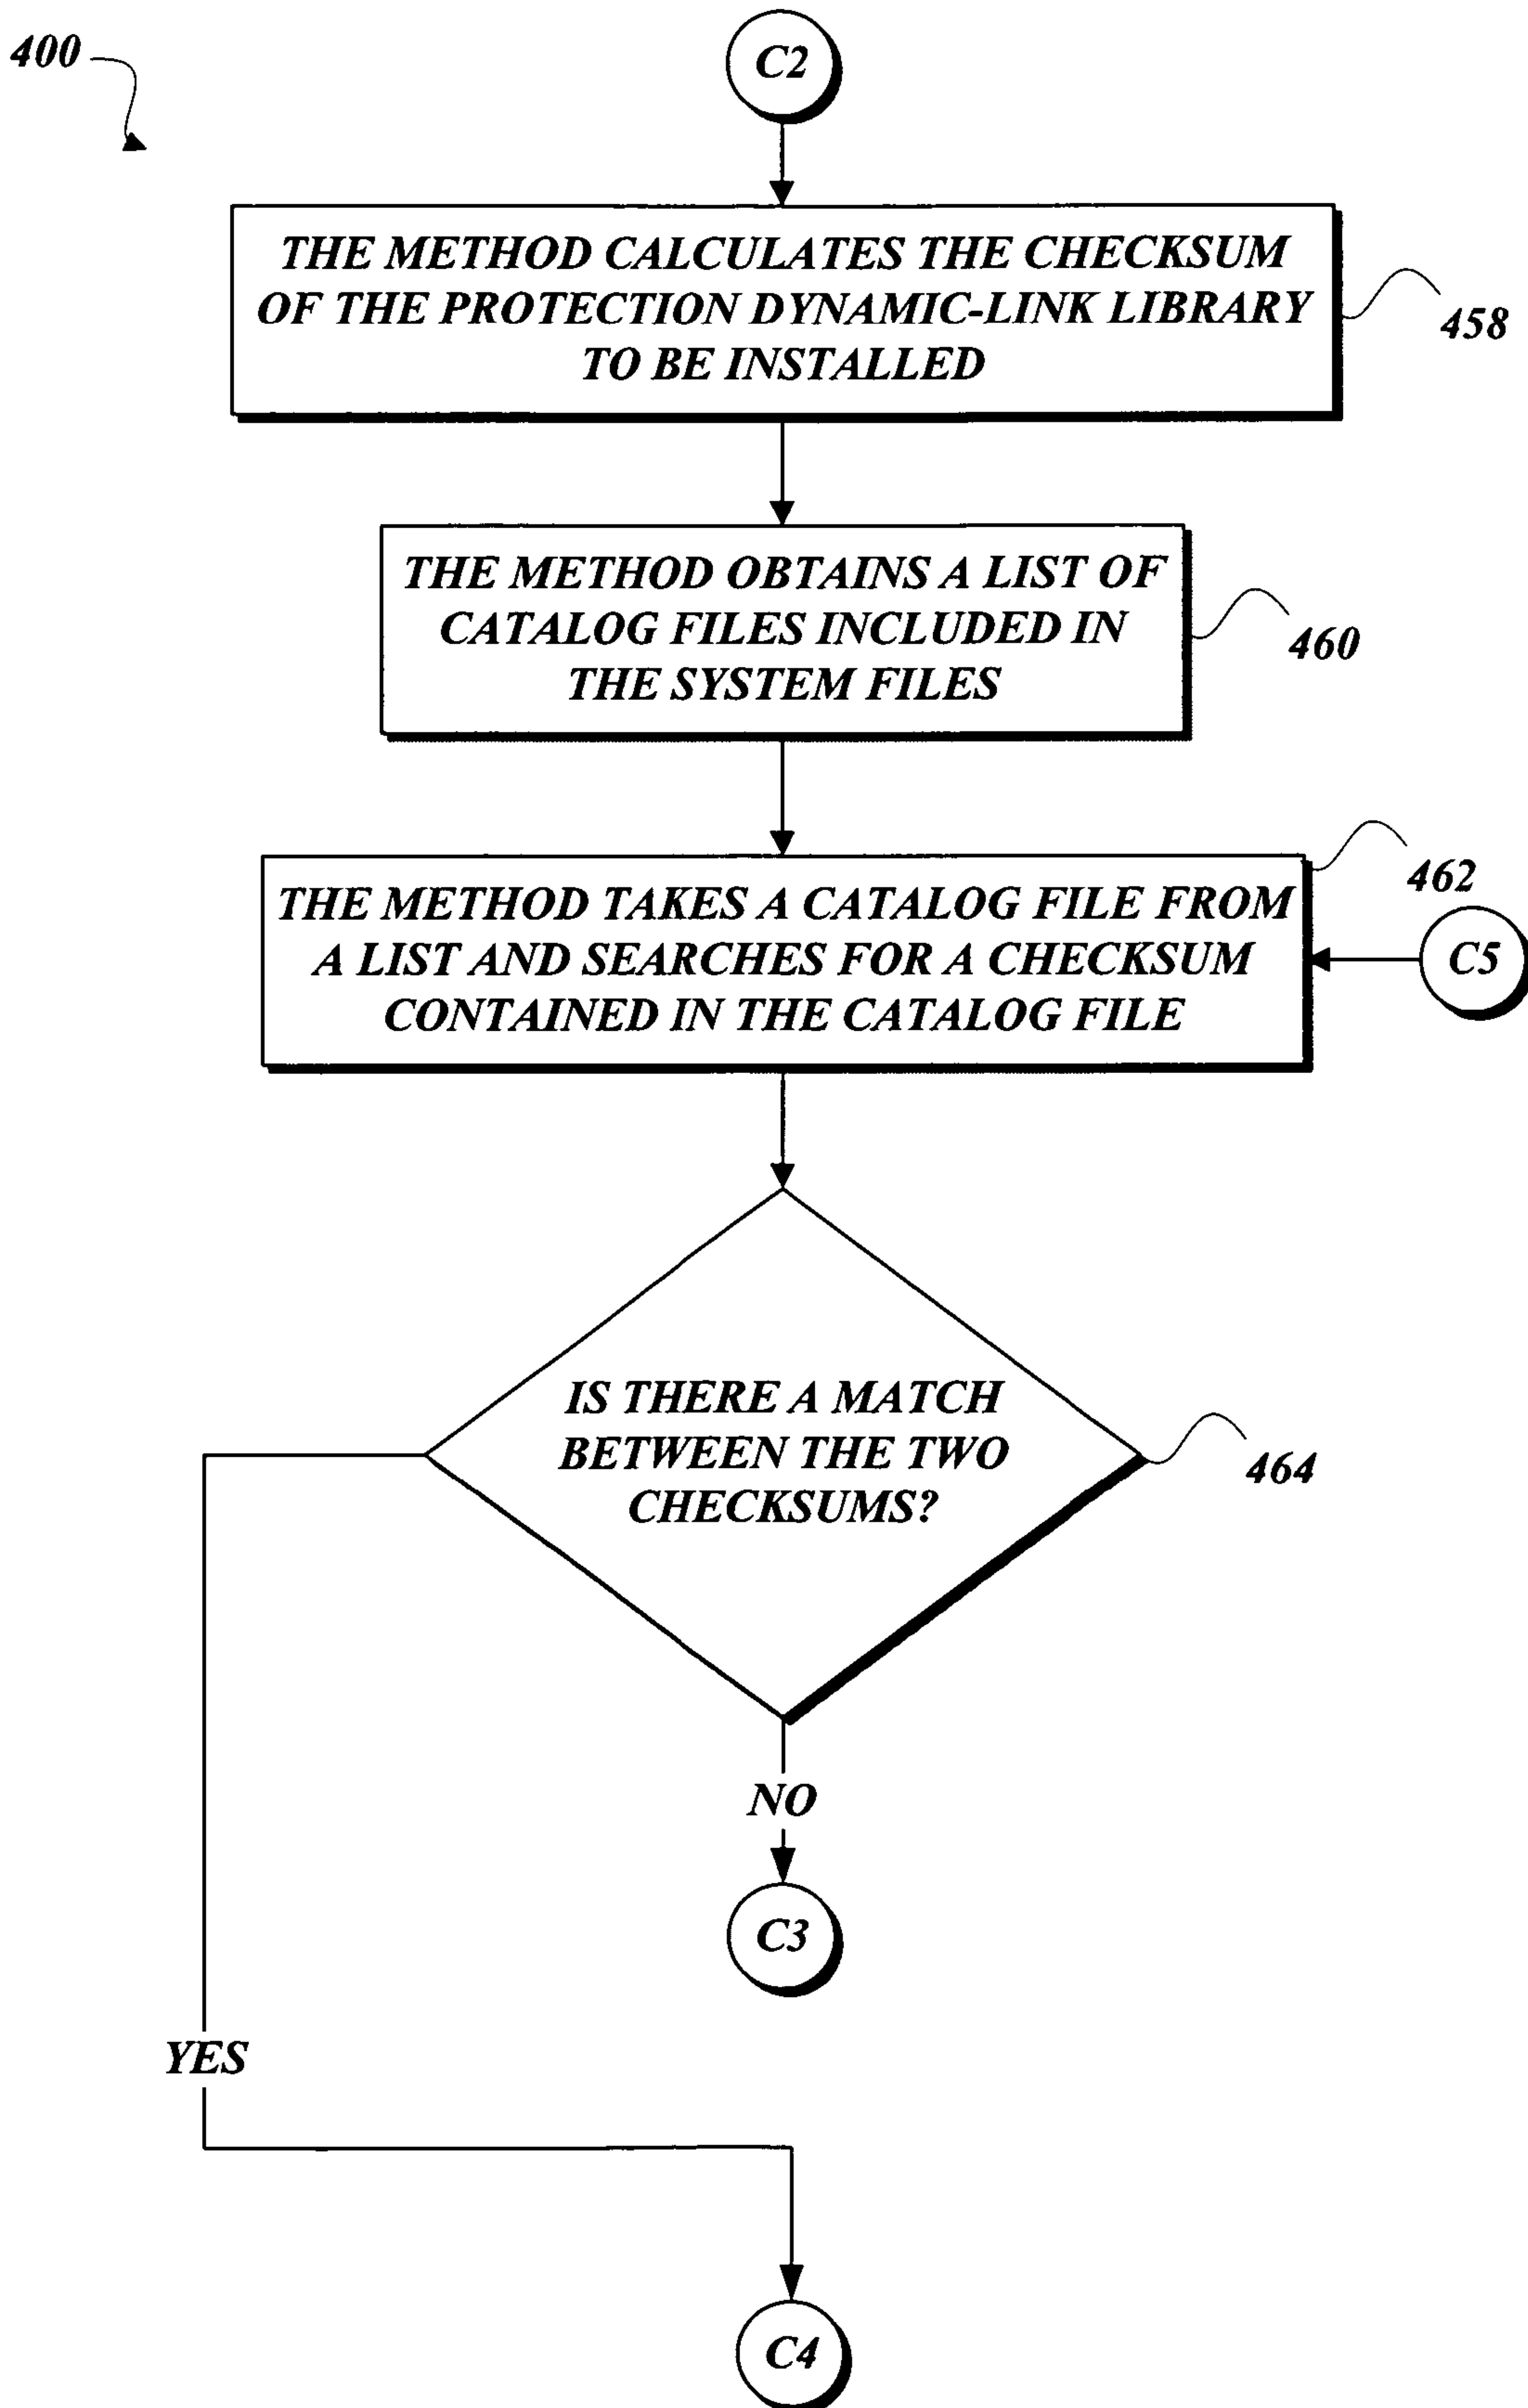 400
C2
THE METHOD CALCULATES THE CHECKSUM
OF THE PROTECTION DYNAMIC-LINK LIBRARY
TO BE INSTALLED
458
THE METHOD OBTAINS A LIST OF
CATALOG FILES INCLUDED IN
THE SYSTEM FILES
460
THE METHOD TAKES A CATALOG FILE FROM
A LIST AND SEARCHES FOR A CHECKSUM
CONTAINED IN THE CATALOG FILE
462
C5
IS THERE A MATCH
BETWEEN THE TWO
CHECKSUMS?
464
NO
C3
YES
C4